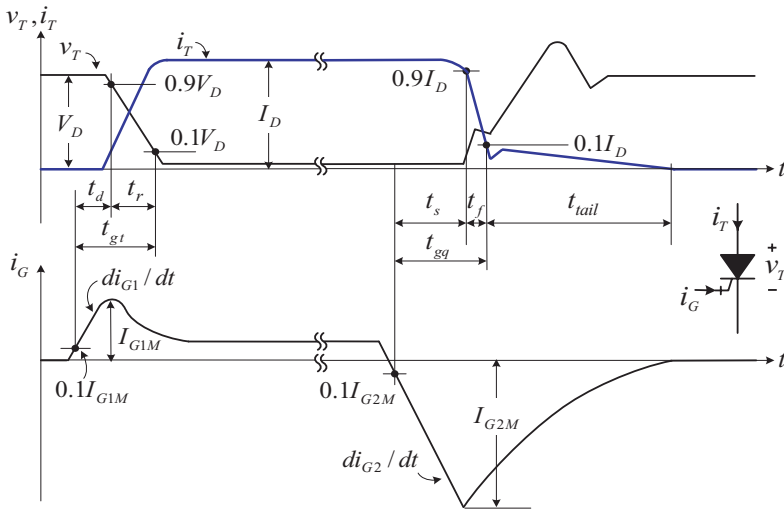 v_T, i_T
v_T
i_T
0.9V_D
V_D
0.1V_D
I_D
0.9I_D
0.1I_D
t
t_d
t_r
t_gt
t_s
t_f
t_gq
t_tail
i_T
+
v_T
−
i_G
i_G
di_G1 / dt
I_G1M
0.1I_G1M
0.1I_G2M
I_G2M
di_G2 / dt
t